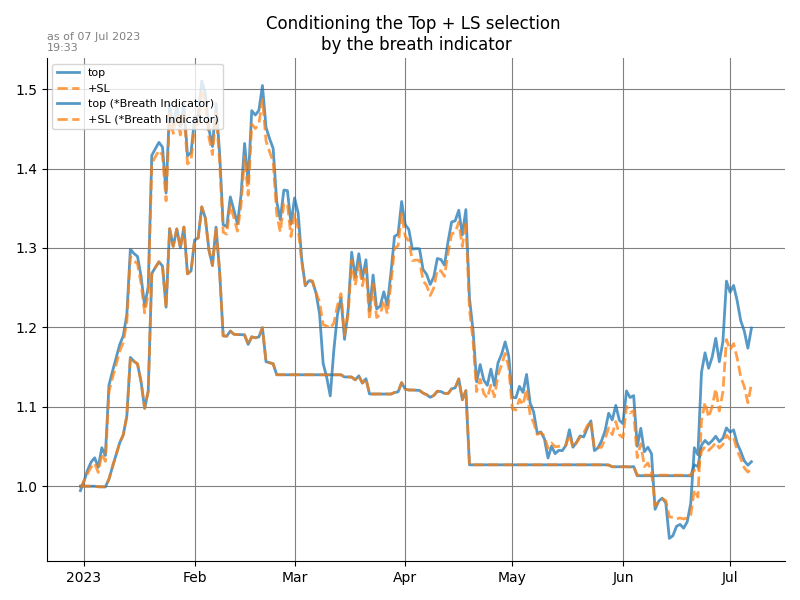 Conditioning the Top + LS selection
by the breath indicator
as of 07 Jul 2023
19:33
top
+SL
top (*Breath Indicator)
+SL (*Breath Indicator)
1.5
1.4
1.3
1.2
1.1
1.0
2023 Feb Mar Apr May Jun Jul